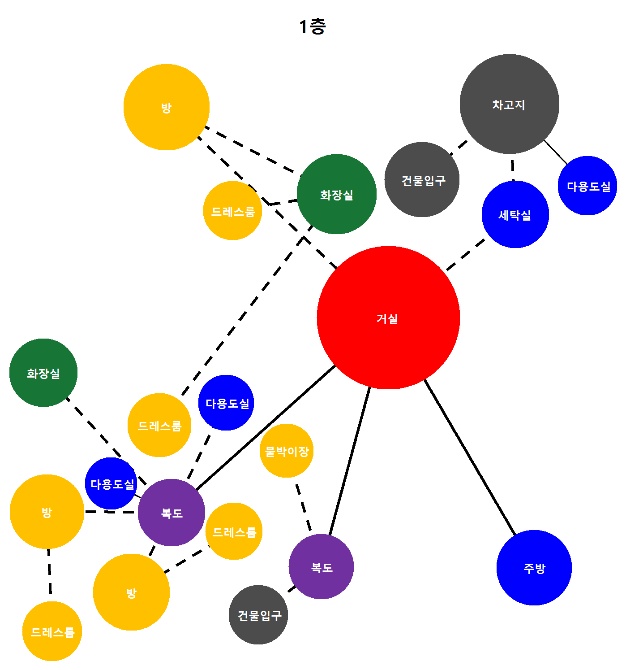 1층
방
차고지
건물입구
다용도실
화장실
드레스룸
세탁실
거실
화장실
다용도실
드레스룸
붙박이장
다용도실
방
복도
드레스룸
복도
주방
방
건물입구
드레스룸